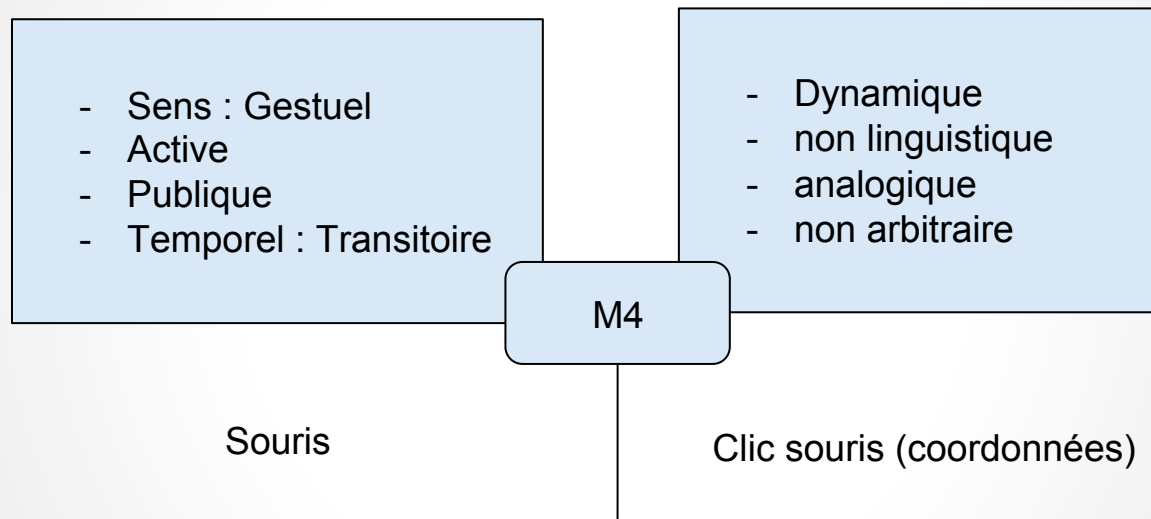 - Sens : Gestuel
- Active
- Publique
- Temporel : Transitoire
- Dynamique
- non linguistique
- analogique
- non arbitraire
M4
Souris
Clic souris (coordonnées)